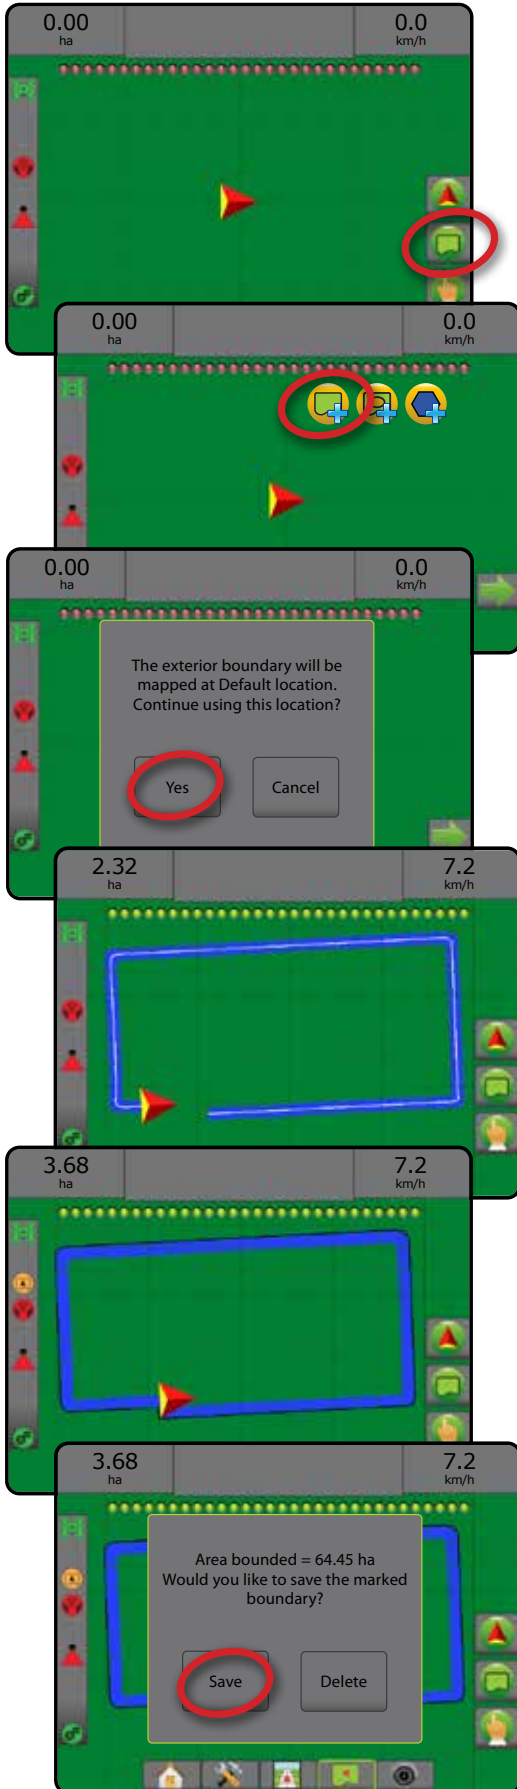 0.00 0.0
ha km/h
0.00 0.0
ha km/h
0.00 0.0
ha km/h
The exterior boundary will be
mapped at Default location.
Continue using this location?
Yes Cancel
2.32 7.2
ha km/h
3.68 7.2
ha km/h
3.68 7.2
ha km/h
Area bounded = 64.45 ha
Would you like to save the marked
boundary?
Save Delete